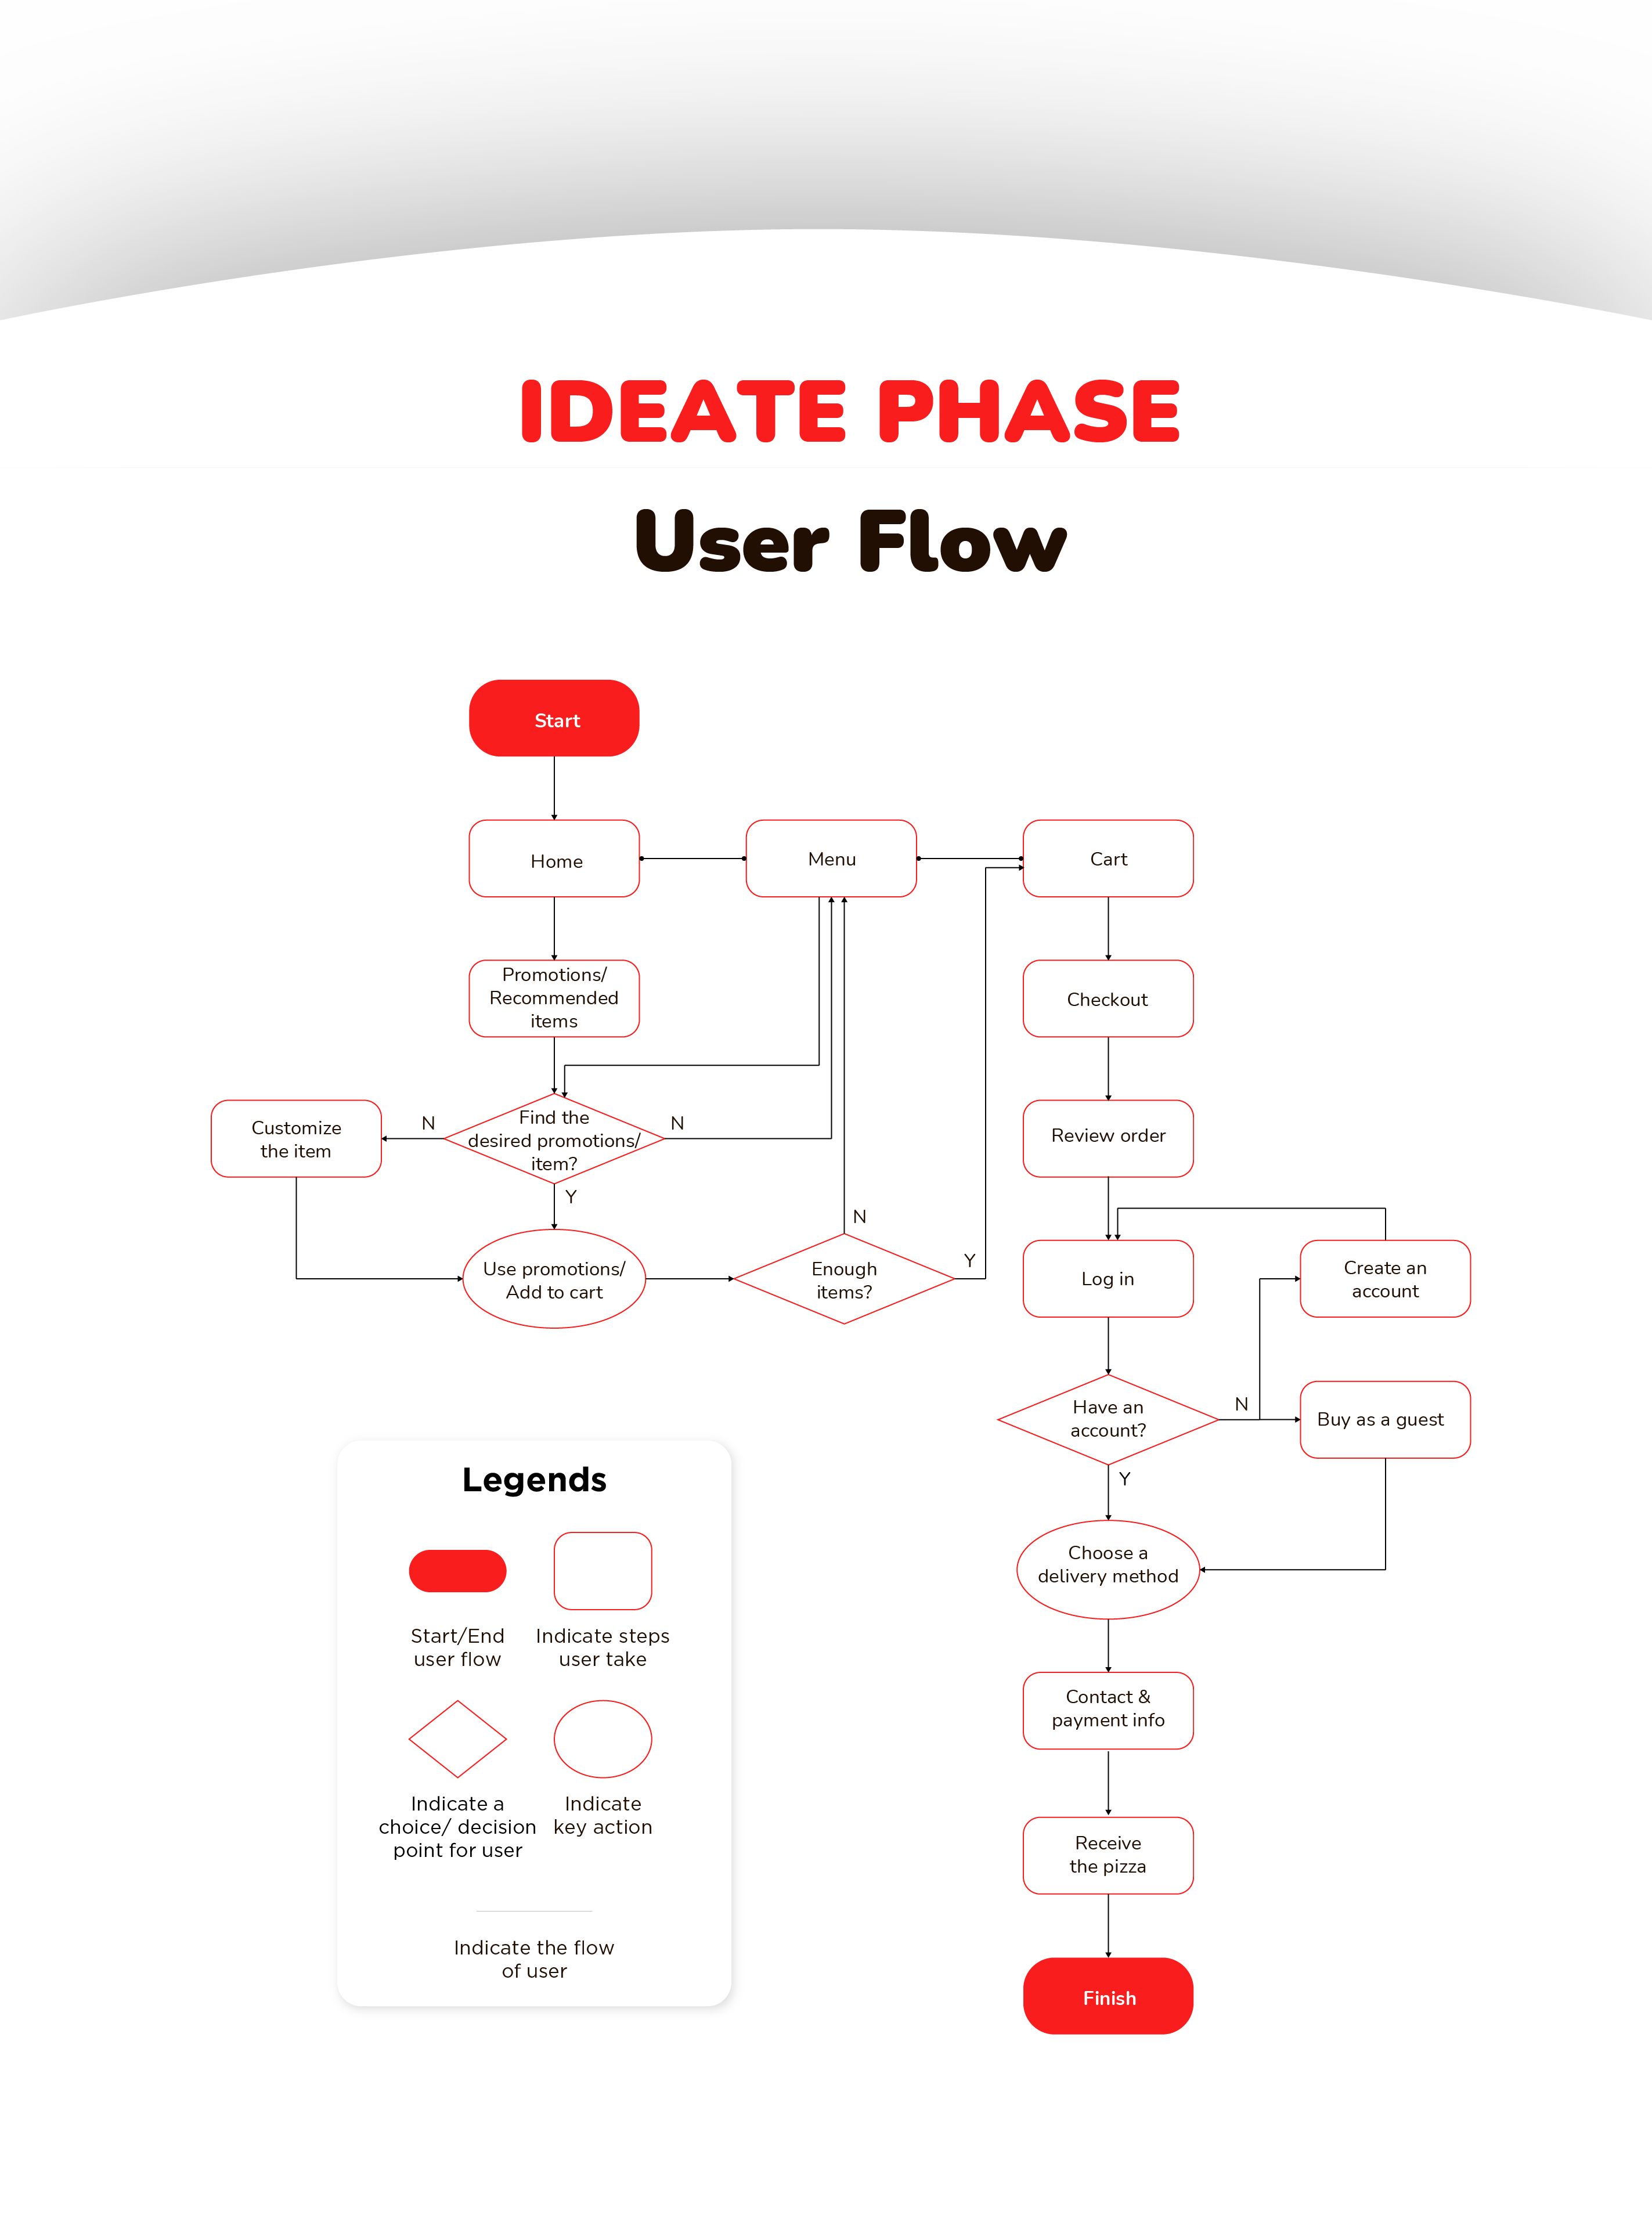 IDEATE PHASE
User Flow
Start
Home
Menu
Cart
Promotions/
Recommended
items
Checkout
Customize
the item
N
Find the
desired promotions/
item?
N
Y
Review order
Use promotions/
Add to cart
Enough
items?
N
Y
Log in
Create an
account
Have an
account?
N
Y
Buy as a guest
Choose a
delivery method
Contact &
payment info
Receive
the pizza
Finish
Legends
Start/End
user flow
Indicate steps
user take
Indicate a
choice/ decision
point for user
Indicate
key action
Indicate the flow
of user